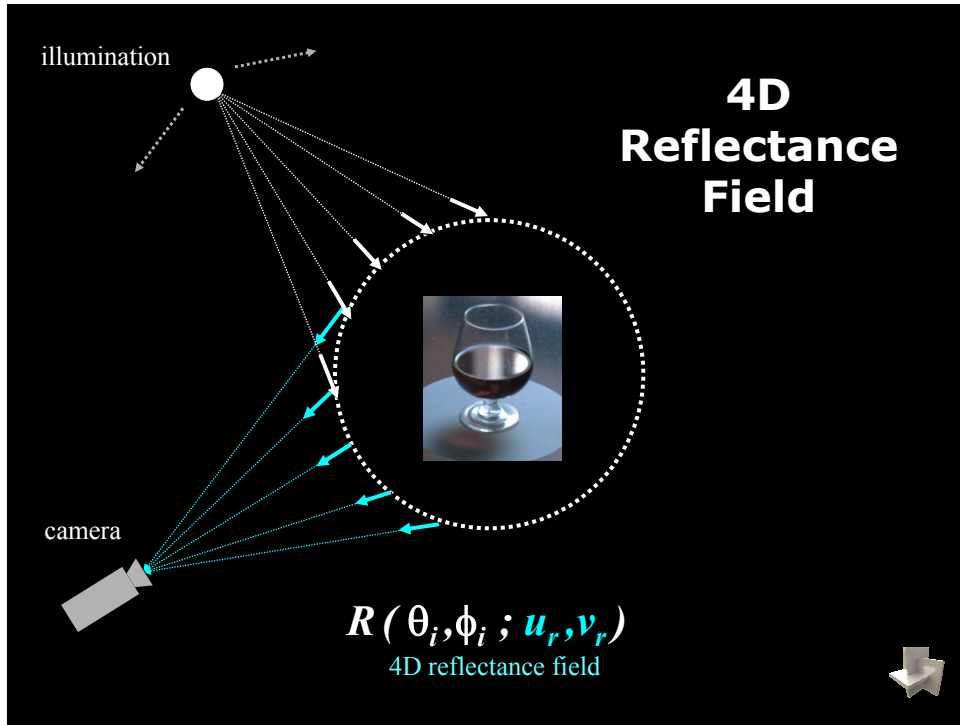 illumination
4D
Reflectance
Field
camera
R ( θi,ϕi ; ur,vr )
4D reflectance field